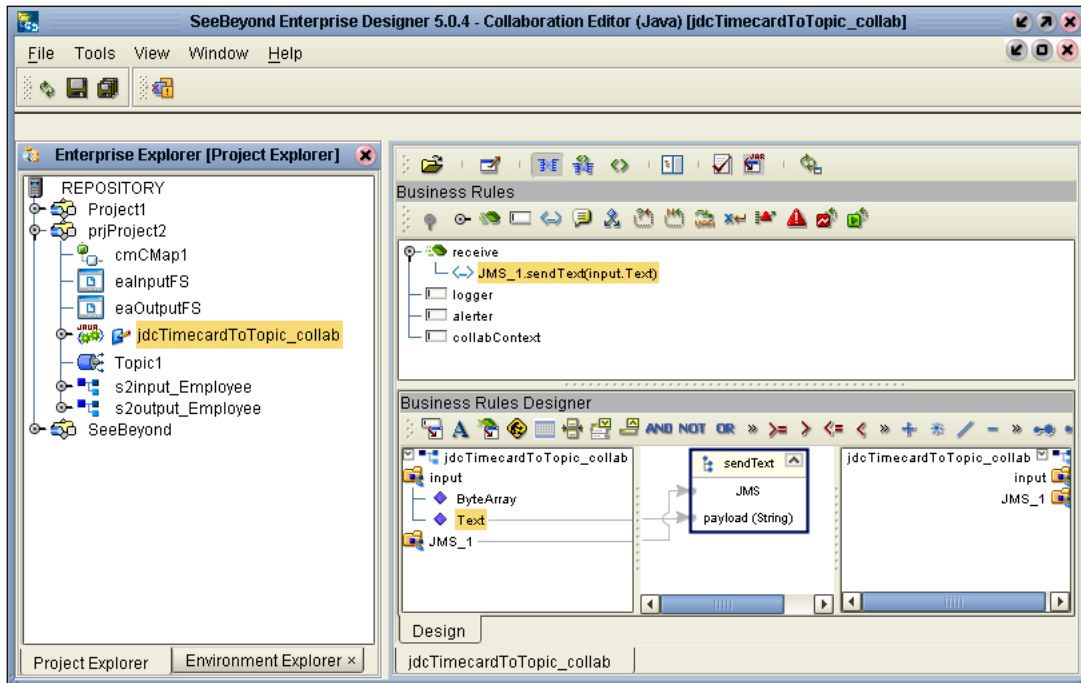 SeeBeyond Enterprise Designer 5.0.4 - Collaboration Editor (Java) [jdcTimecardToTopic_collab]
File Tools View Window Help
Enterprise Explorer [Project Explorer]
REPOSITORY
Project1
prjProject2
cmCMap1
eaInputFS
eaOutputFS
JAVA
jdcTimecardToTopic_collab
Topic1
s2input_Employee
s2output_Employee
SeeBeyond
Project Explorer
Environment Explorer ×
JAR
Business Rules
receive
JMS_1.sendText(input.Text)
logger
alerter
collabContext
Business Rules Designer
A AND NOT OR » >= > <= < » + * / - »
jdcTimecardToTopic_collab
input
ByteArray
Text
JMS_1
sendText
JMS
payload (String)
jdcTimecardToTopic_collab
input
JMS_1
Design
jdcTimecardToTopic_collab